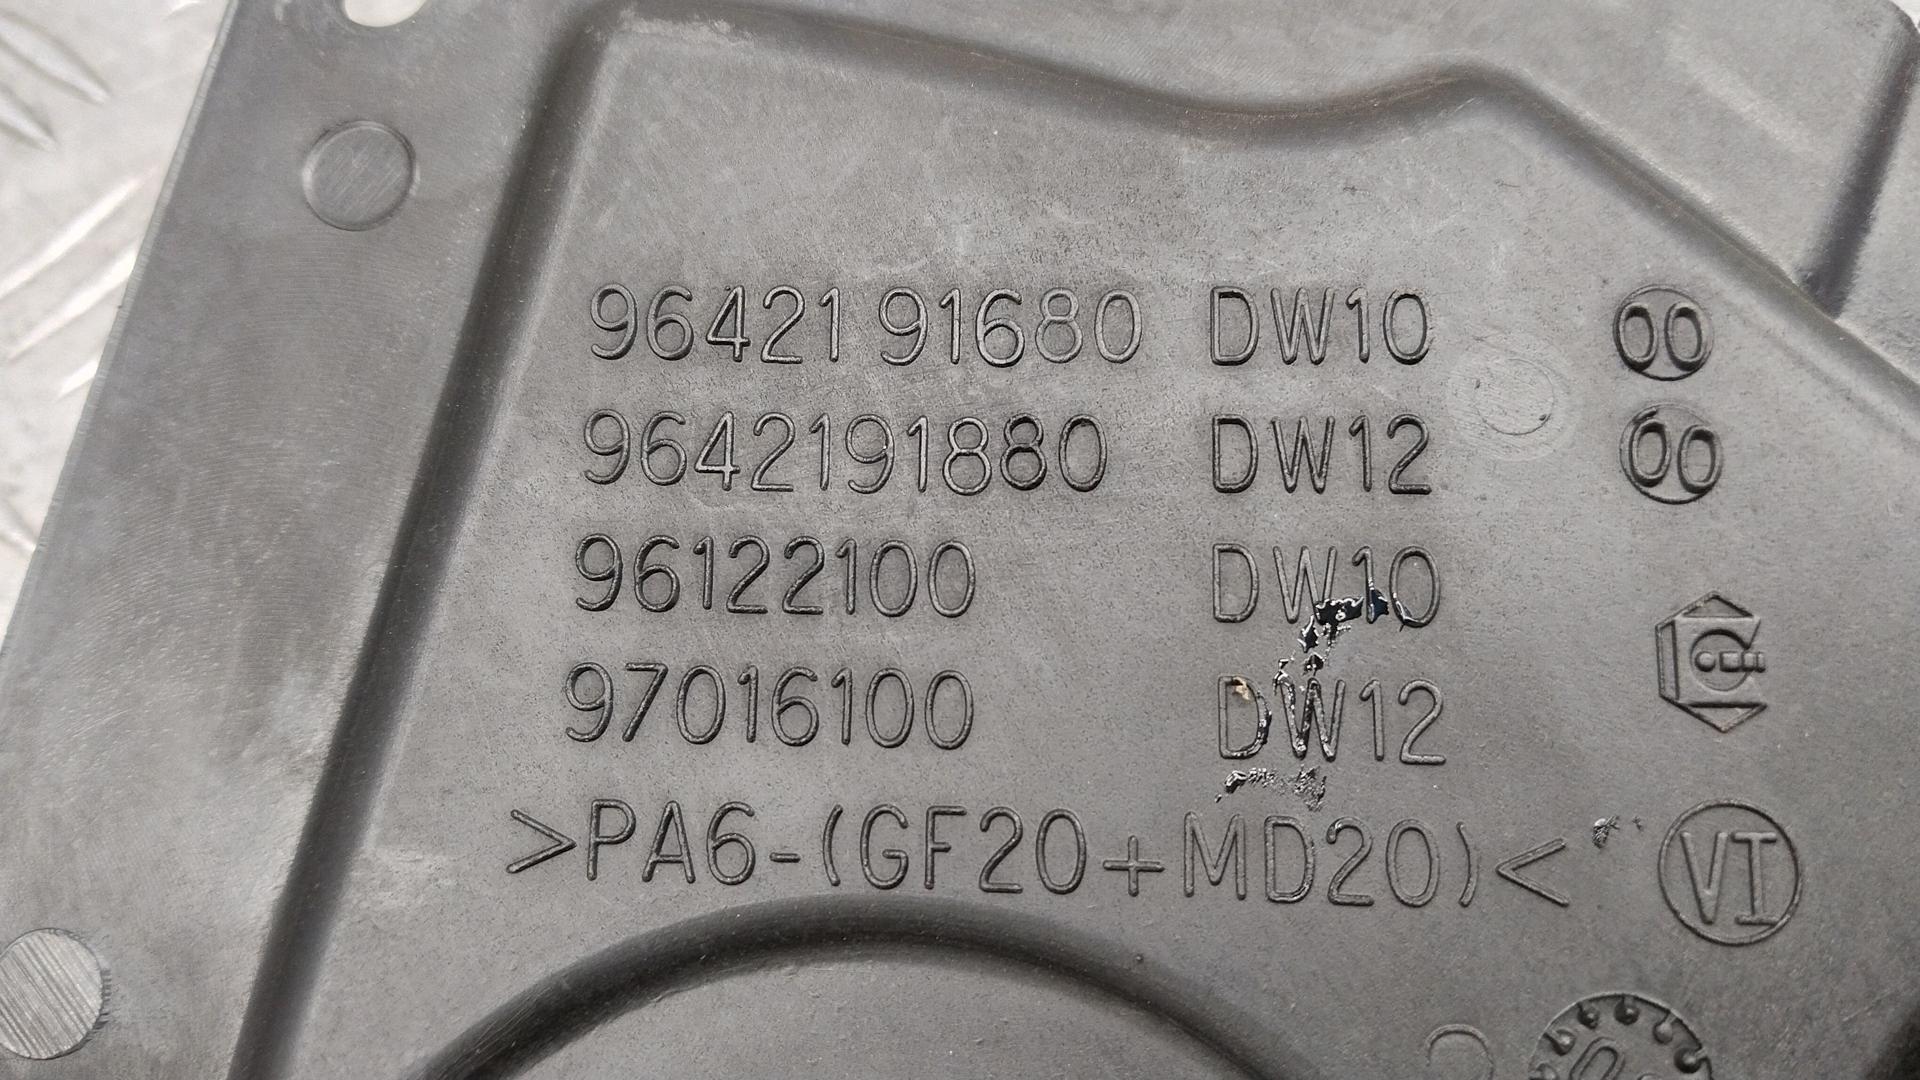 9642191680 DW10 00
9642191880 DW12 00
96122100 DW10
97016100 DW12
>PA6-(GF20+MD20)<
VI